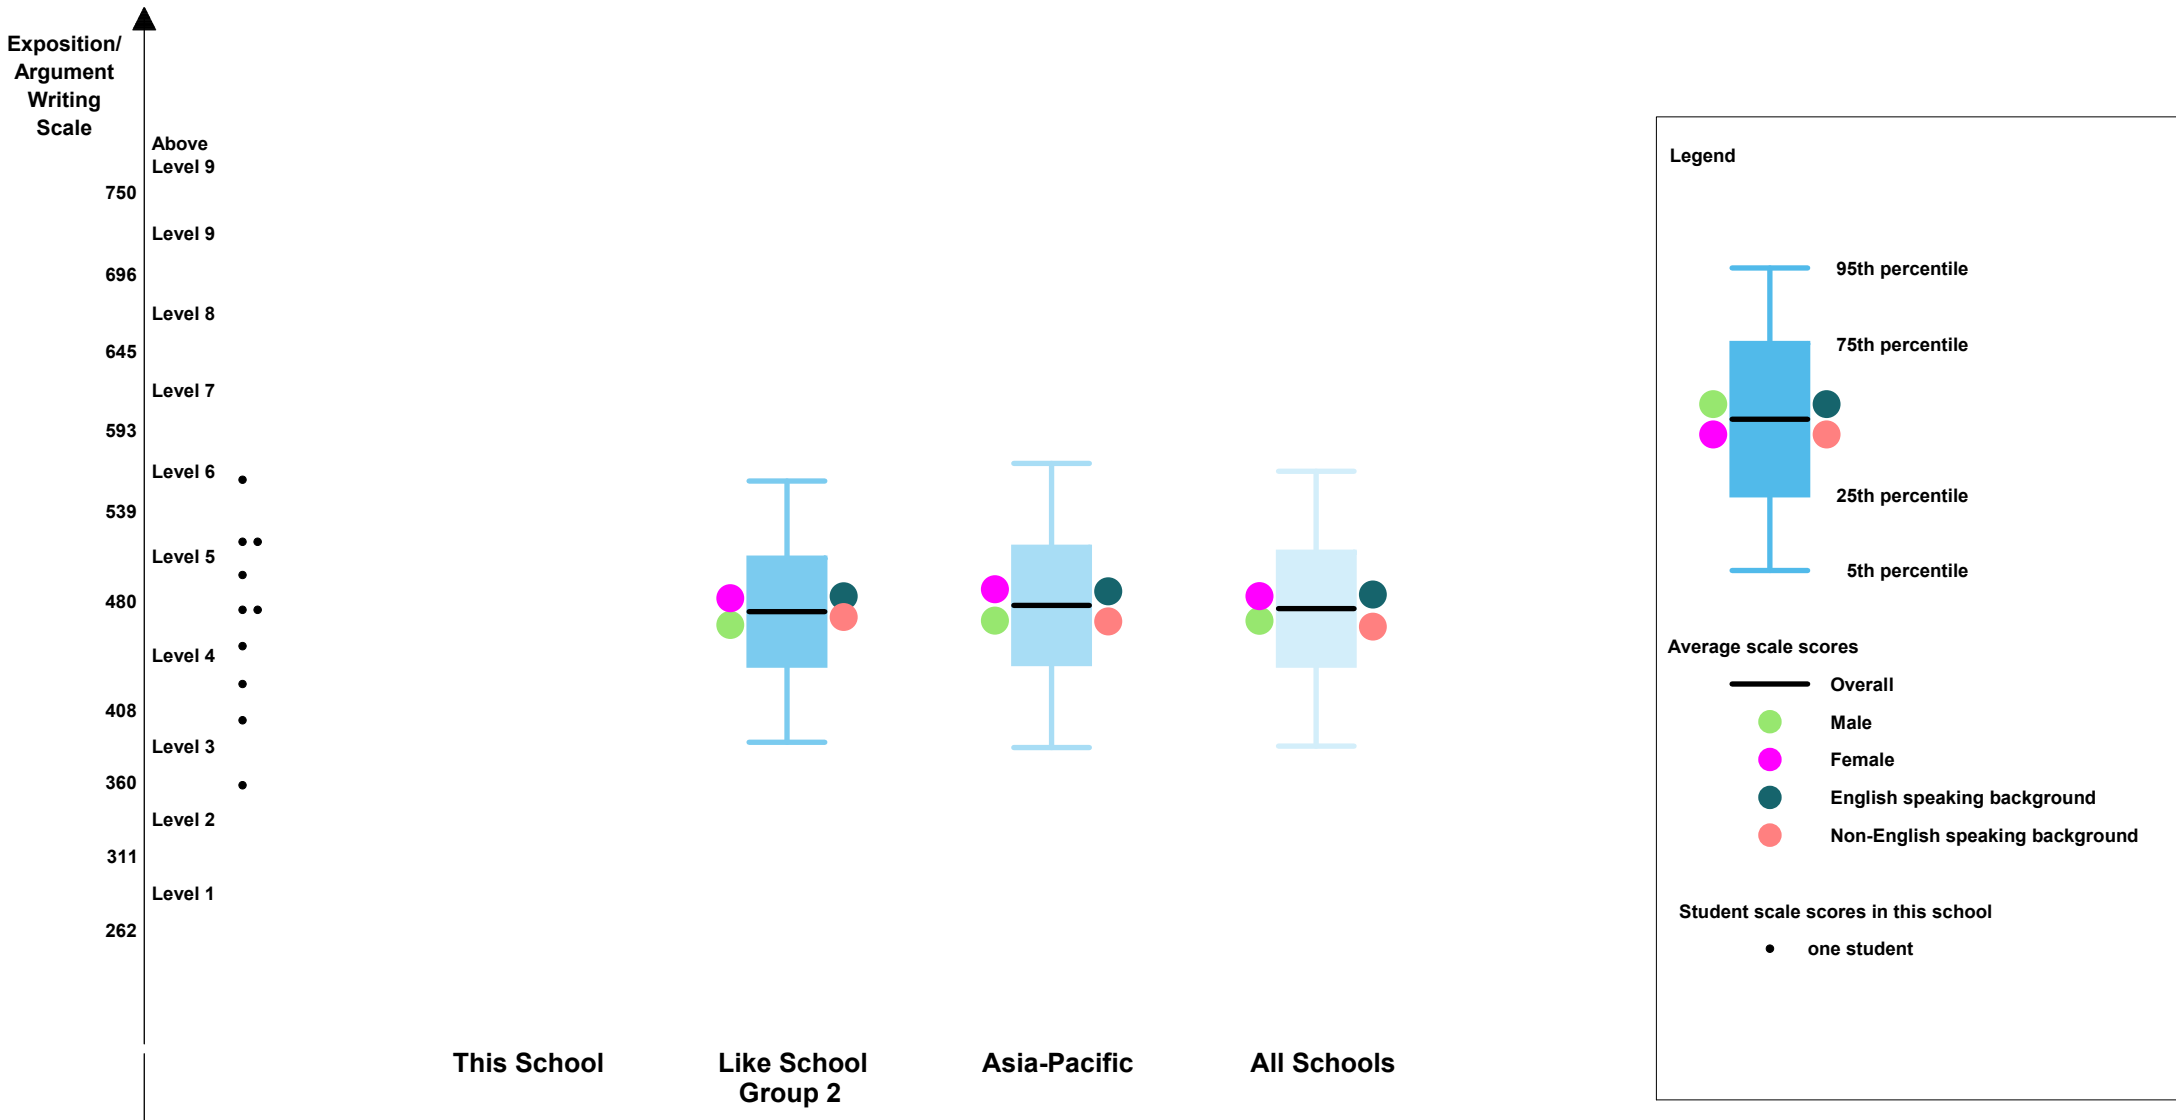 Exposition/
Argument
Writing
Scale
Above
Level 9
750
Level 9
696
Level 8
645
Level 7
593
Level 6
539
Level 5
480
Level 4
408
Level 3
360
Level 2
311
Level 1
262
This School
Like School
Group 2
Asia-Pacific
All Schools
Legend
95th percentile
75th percentile
25th percentile
5th percentile
Average scale scores
Overall
Male
Female
English speaking background
Non-English speaking background
Student scale scores in this school
one student